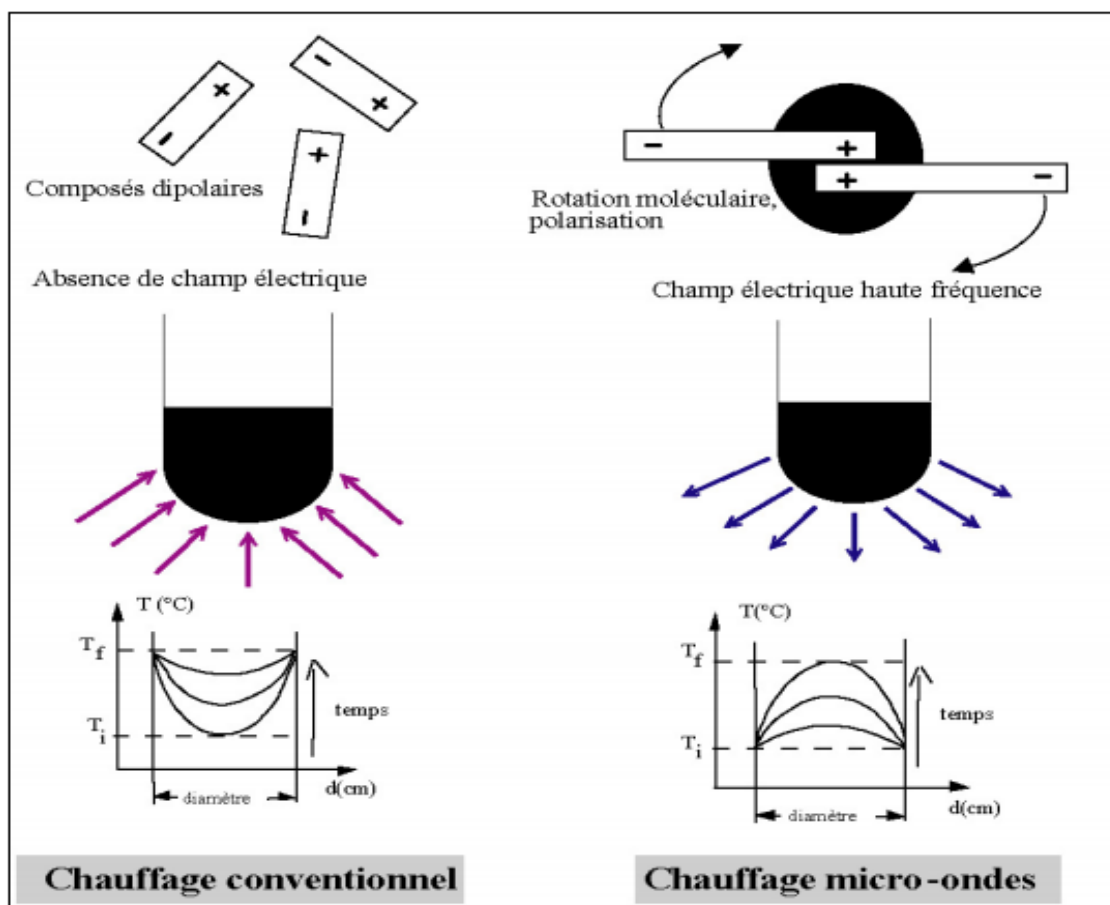 - +
- +
+ -
Composés dipolaires
Absence de champ électrique
T (°C)
T f
T i
temps
d(cm)
diamètre
Chauffage conventionnel
- +
+ -
Rotation moléculaire,
polarisation
Champ électrique haute fréquence
T(°C)
T f
T i
temps
d(cm)
diamètre
Chauffage micro-ondes